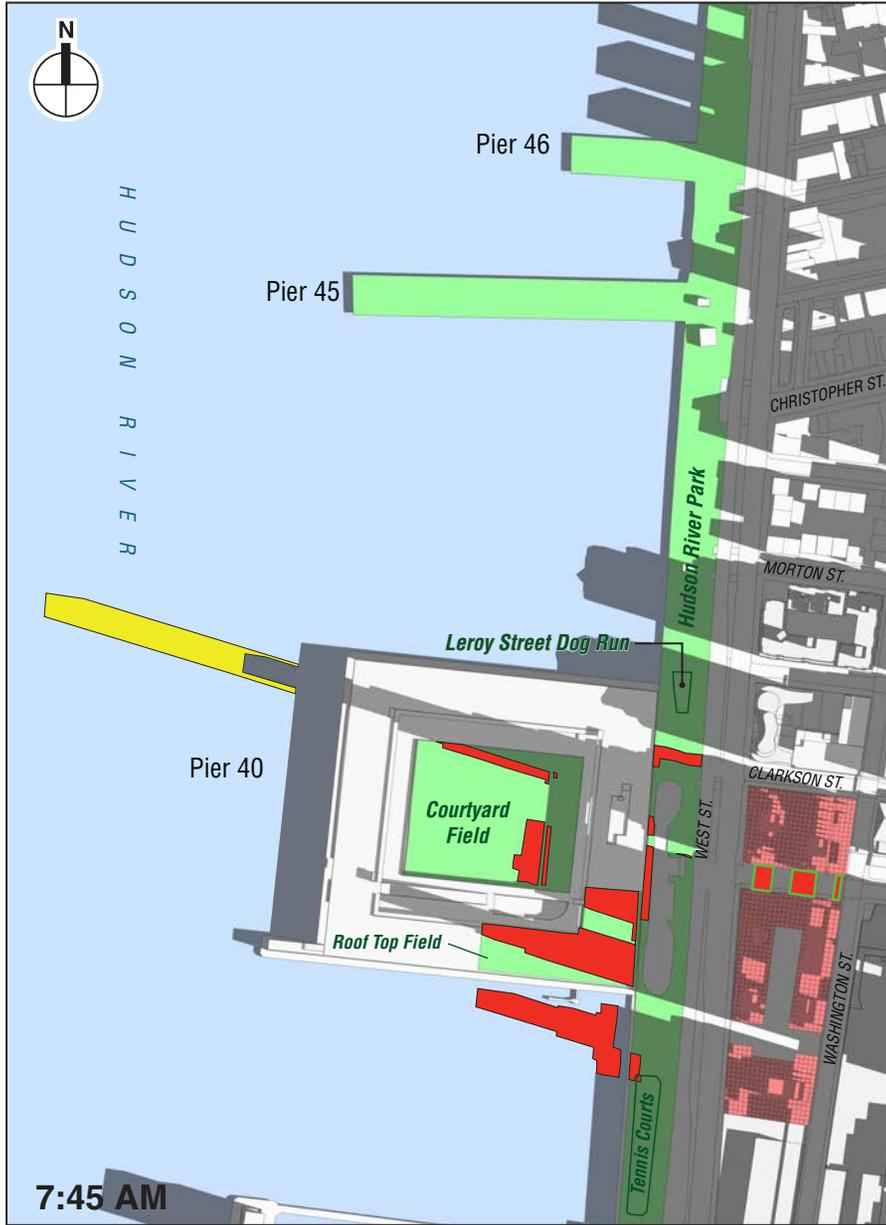 N
Pier 46
HUDSON RIVER
Pier 45
CHRISTOPHER ST.
Hudson River Park
MORTON ST.
Leroy Street Dog Run
Pier 40
CLARKSON ST.
WEST ST.
Courtyard
Field
Roof Top Field
WASHINGTON ST.
Tennis Courts
7:45 AM